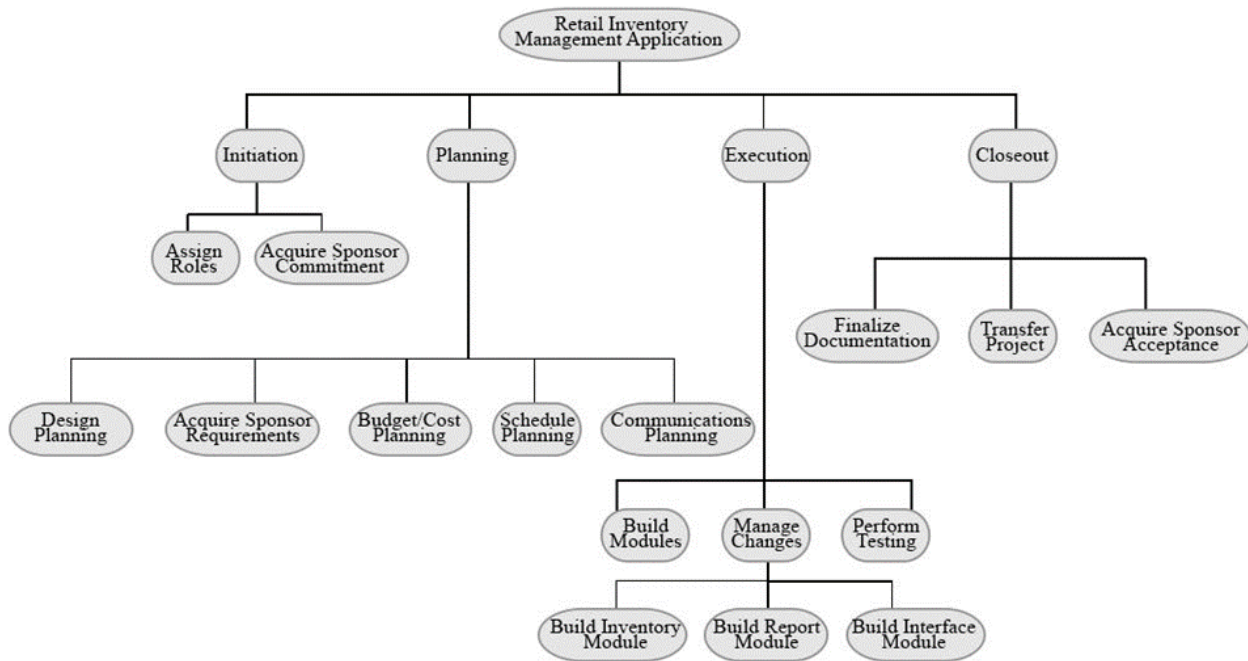 Retail Inventory
Management Application
Initiation
Planning
Execution
Closeout
Assign
Roles
Acquire Sponsor
Commitment
Finalize
Documentation
Transfer
Project
Acquire Sponsor
Acceptance
Design
Planning
Acquire Sponsor
Requirements
Budget/Cost
Planning
Schedule
Planning
Communications
Planning
Build
Modules
Manage
Changes
Perform
Testing
Build Inventory
Module
Build Report
Module
Build Interface
Module